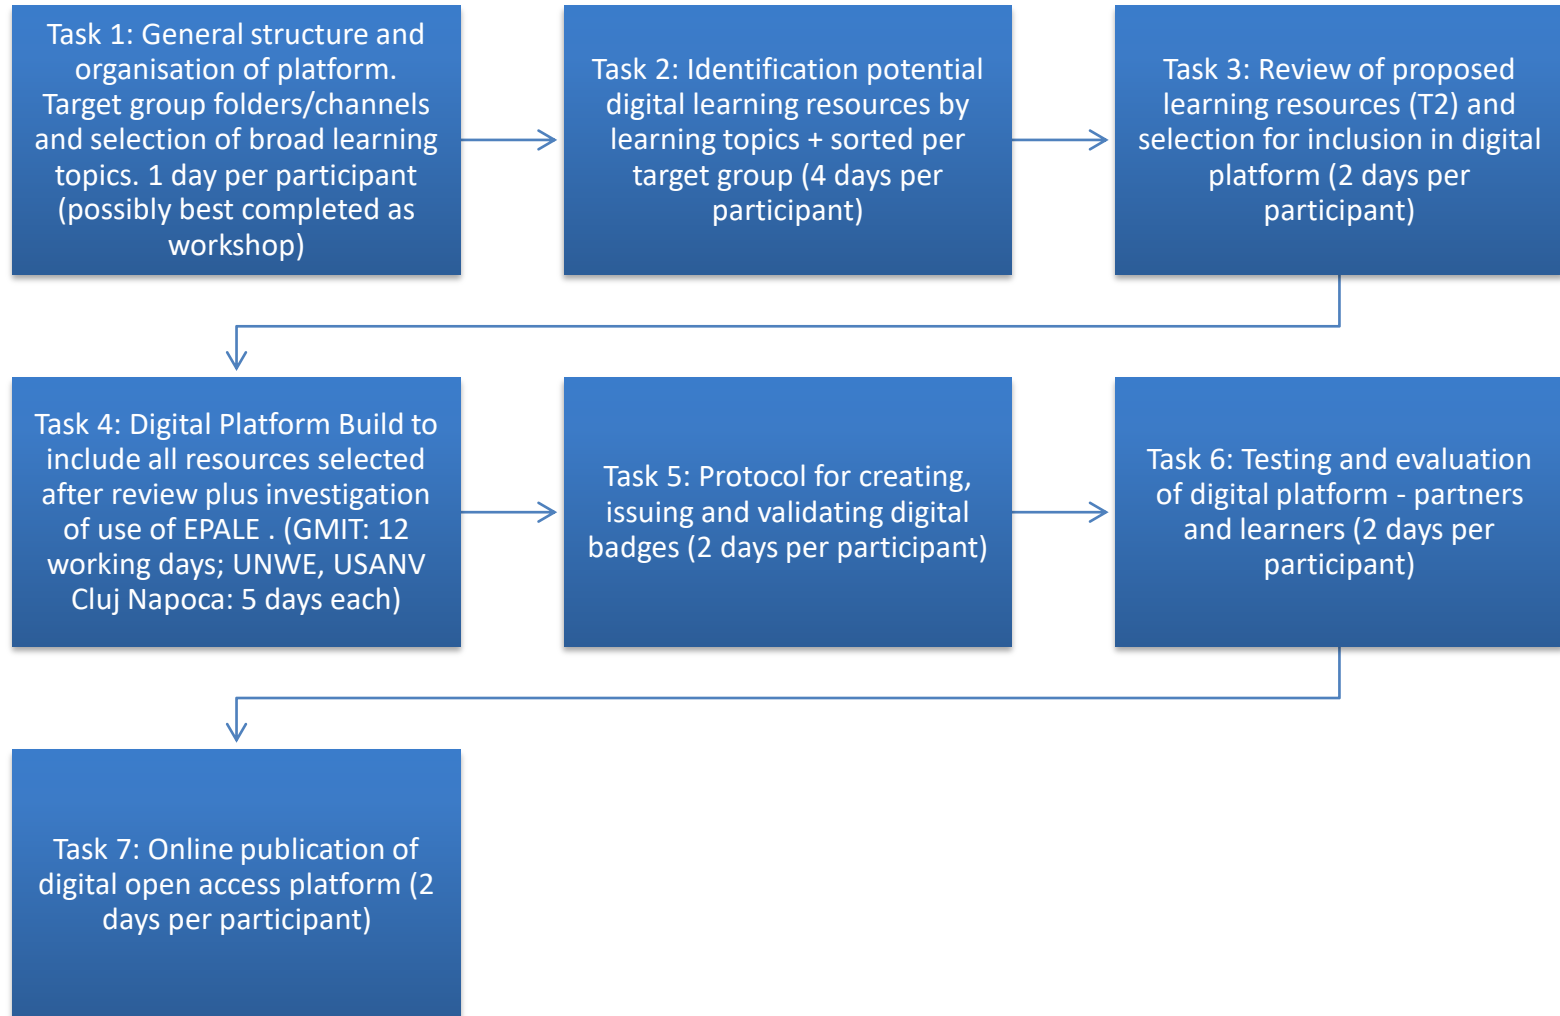 Task 1: General structure and
organisation of platform.
Target group folders/channels
and selection of broad learning
topics. 1 day per participant
(possibly best completed as
workshop)
Task 2: Identification potential
digital learning resources by
learning topics + sorted per
target group (4 days per
participant)
Task 3: Review of proposed
learning resources (T2) and
selection for inclusion in digital
platform (2 days per
participant)
Task 4: Digital Platform Build to
include all resources selected
after review plus investigation
of use of EPALE . (GMIT: 12
working days; UNWE, USANV
Cluj Napoca: 5 days each)
Task 5: Protocol for creating,
issuing and validating digital
badges (2 days per participant)
Task 6: Testing and evaluation
of digital platform - partners
and learners (2 days per
participant)
Task 7: Online publication of
digital open access platform (2
days per participant)